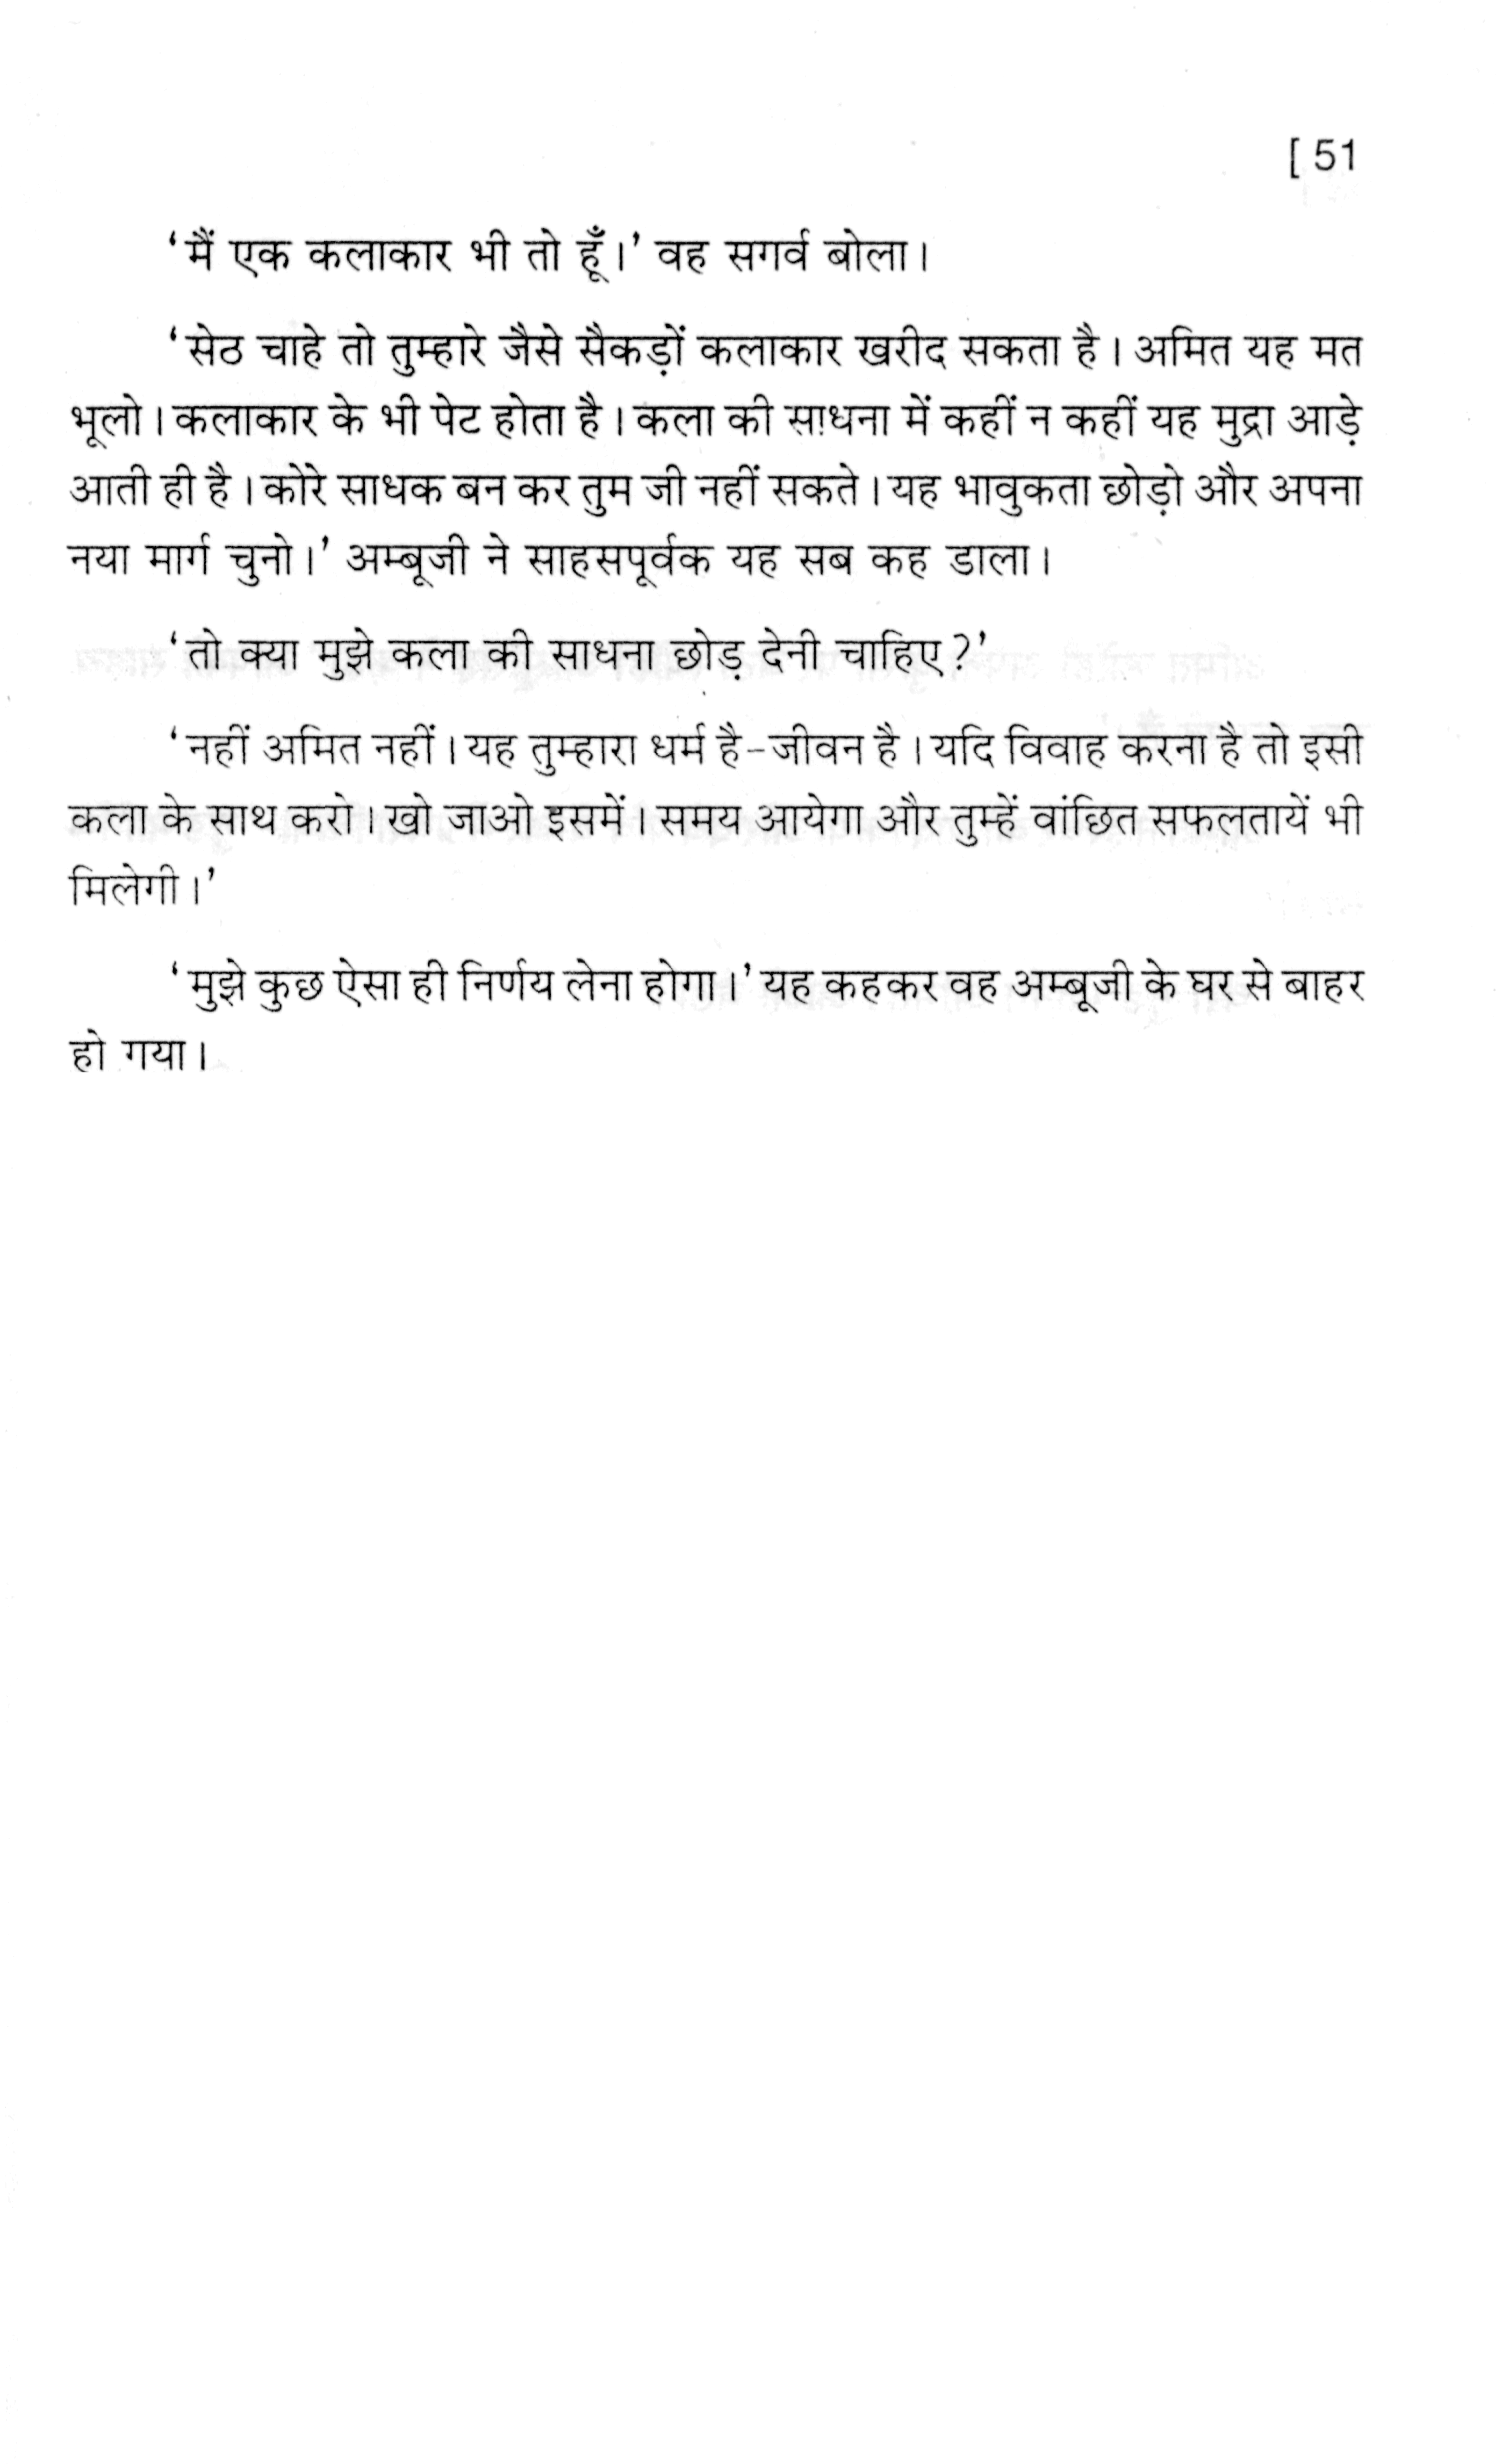 [ 51
‘मैं एक कलाकार भी तो हूँ।’ वह सगर्व बोला।
‘सेठ चाहे तो तुम्हारे जैसे सैकड़ों कलाकार खरीद सकता है। अमित यह मत
भूलो। कलाकार के भी पेट होता है। कला की साधना में कहीं न कहीं यह मुद्रा आड़े
आती ही है। कोरे साधक बन कर तुम जी नहीं सकते। यह भावुकता छोड़ो और अपना
नया मार्ग चुनो।’ अम्बूजी ने साहसपूर्वक यह सब कह डाला।
‘तो क्या मुझे कला की साधना छोड़ देनी चाहिए?’
‘नहीं अमित नहीं। यह तुम्हारा धर्म है-जीवन है। यदि विवाह करना है तो इसी
कला के साथ करो। खो जाओ इसमें। समय आयेगा और तुम्हें वांछित सफलतायें भी
मिलेगी।’
‘मुझे कुछ ऐसा ही निर्णय लेना होगा।’ यह कहकर वह अम्बूजी के घर से बाहर
हो गया।